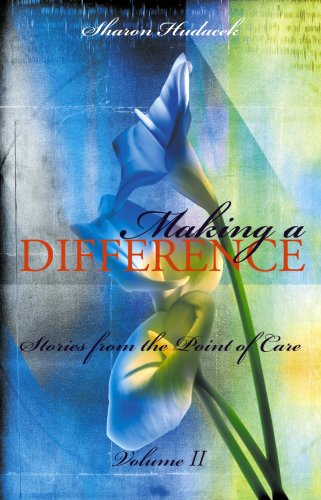 Sharon Hudacek
Making a
DIFFERENCE
Stories from the Point of Care
Volume II